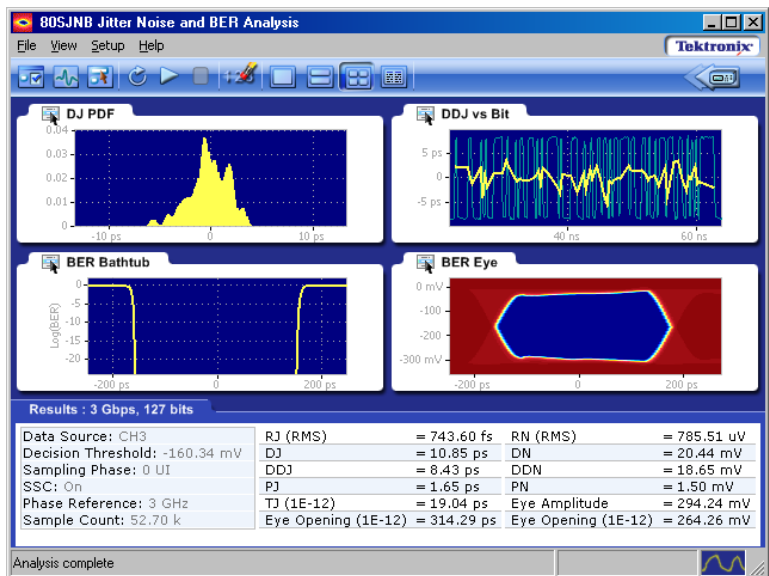 80SJNB Jitter Noise and BER Analysis
File View Setup Help
Tektronix
DJ PDF
0.04
0.03
0.02
0.01
0
-10 ps 0 10 ps
DDJ vs Bit
5 ps
0
-5 ps
40 ns 60 ns
BER Bathtub
Log(BER)
0
-5
-10
-15
-20
-200 ps 0 200 ps
BER Eye
0 mV
-100
-200
-300 mV
-200 ps 0 200 ps
Results : 3 Gbps, 127 bits
Data Source: CH3
Decision Threshold: -160.34 mV
Sampling Phase: 0 UI
SSC: On
Phase Reference: 3 GHz
Sample Count: 52.70 k
RJ (RMS) = 743.60 fs RN (RMS) = 785.51 uV
DJ = 10.85 ps DN = 20.44 mV
DDJ = 8.43 ps DDN = 18.65 mV
PJ = 1.65 ps PN = 1.50 mV
TJ (1E-12) = 19.04 ps Eye Amplitude = 294.24 mV
Eye Opening (1E-12) = 314.29 ps Eye Opening (1E-12) = 264.26 mV
Analysis complete